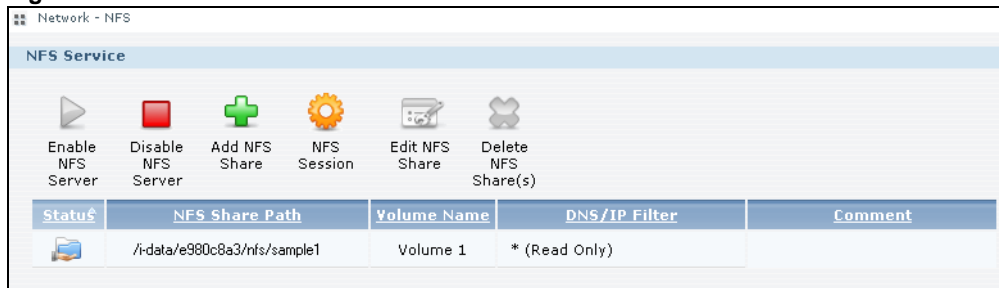 Network - NFS
NFS Service
Enable NFS Server
Disable NFS Server
Add NFS Share
NFS Session
Edit NFS Share
Delete NFS Share(s)
Status NFS Share Path Volume Name DNS/IP Filter Comment
/i-data/e980c8a3/nfs/sample1 Volume 1 * (Read Only)